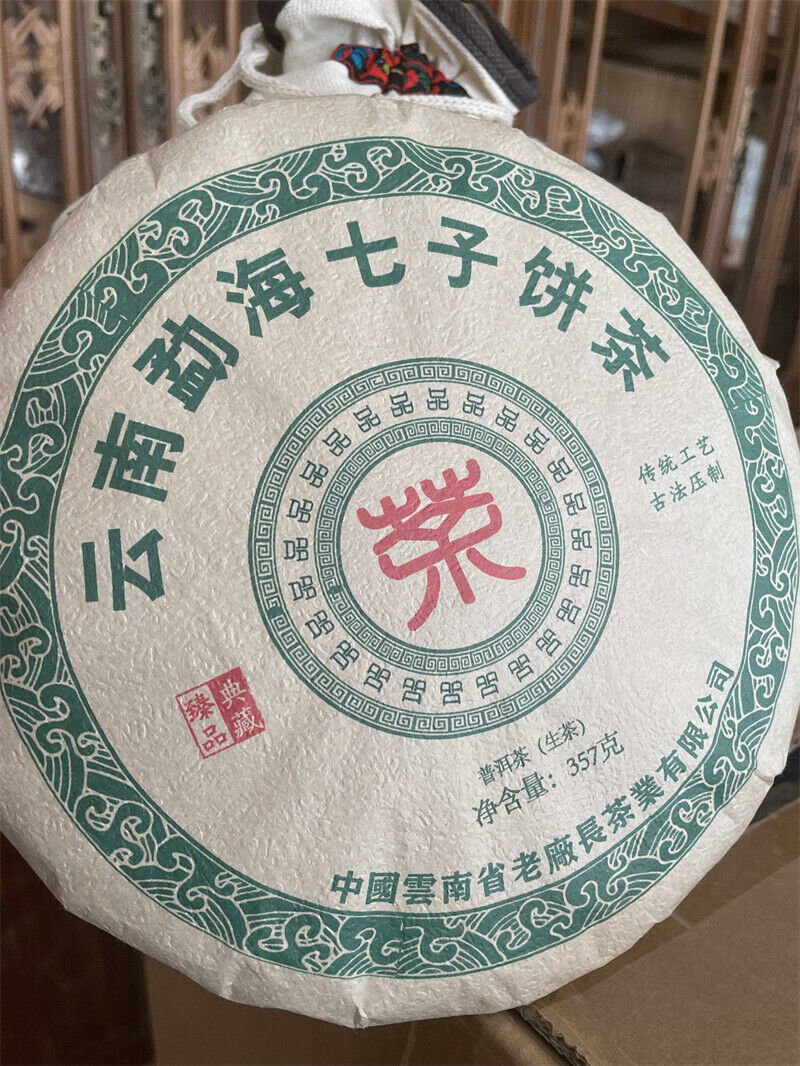 云南勐海七子饼茶
传统工艺
古法压制
茶
典藏
臻品
普洱茶（生茶）
净含量：357克
中國雲南省老廠長茶業有限公司